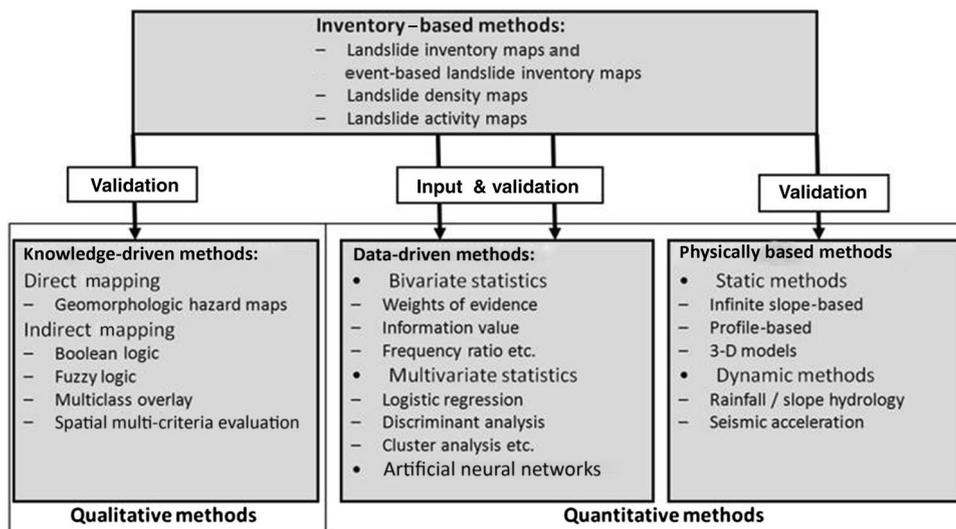 Inventory–based methods:
– Landslide inventory maps and
event-based landslide inventory maps
– Landslide density maps
– Landslide activity maps
Validation
Input & validation
Validation
Knowledge-driven methods:
Direct mapping
– Geomorphologic hazard maps
Indirect mapping
– Boolean logic
– Fuzzy logic
– Multiclass overlay
– Spatial multi-criteria evaluation
Qualitative methods
Data-driven methods:
• Bivariate statistics
– Weights of evidence
– Information value
– Frequency ratio etc.
• Multivariate statistics
– Logistic regression
– Discriminant analysis
– Cluster analysis etc.
• Artificial neural networks
Physically based methods
• Static methods
– Infinite slope-based
– Profile-based
– 3-D models
• Dynamic methods
– Rainfall / slope hydrology
– Seismic acceleration
Quantitative methods